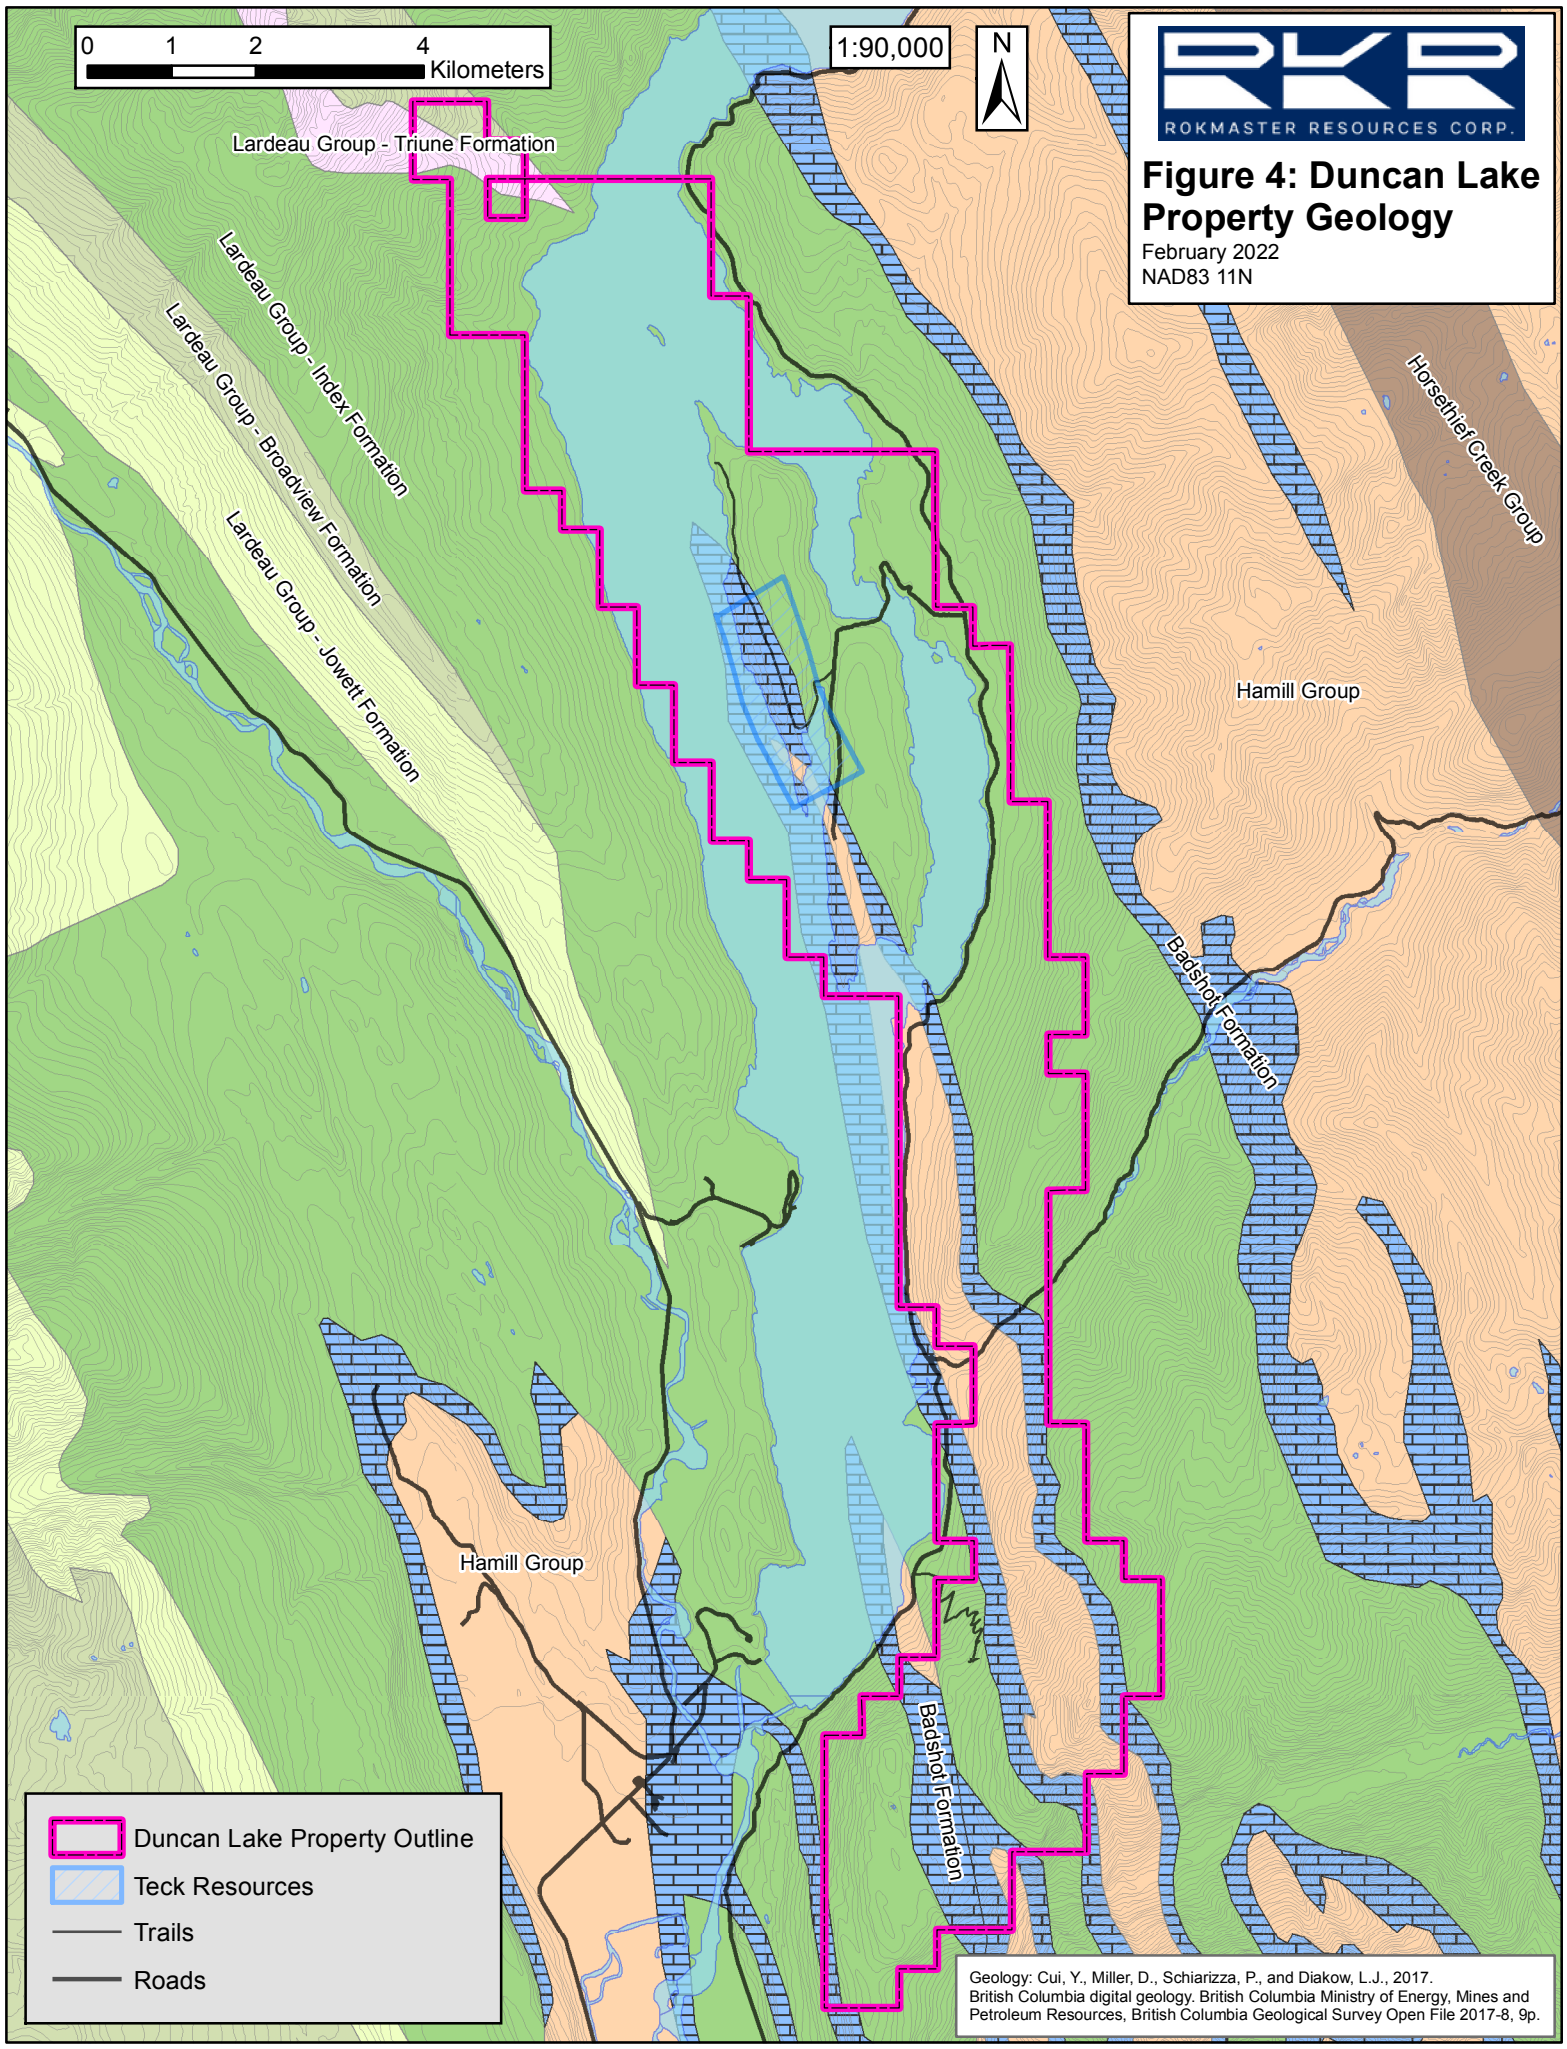 0 1 2 4
Kilometers
1:90,000
N
RKR
ROKMASTER RESOURCES CORP.
Figure 4: Duncan Lake
Property Geology
February 2022
NAD83 11N
Lardeau Group - Triune Formation
Lardeau Group - Index Formation
Lardeau Group - Broadview Formation
Lardeau Group - Jowett Formation
Horsethief Creek Group
Hamill Group
Badshot Formation
Hamill Group
Badshot Formation
Duncan Lake Property Outline
Teck Resources
Trails
Roads
Geology: Cui, Y., Miller, D., Schiarizza, P., and Diakow, L.J., 2017.
British Columbia digital geology. British Columbia Ministry of Energy, Mines and
Petroleum Resources, British Columbia Geological Survey Open File 2017-8, 9p.